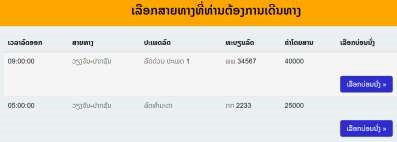 ເລືອກສາຍທາງທີ່ທ່ານຕ້ອງການເດີນທາງ
ເວລາລົດອອກ ສາຍທາງ ປະເພດລົດ ທະບຽນລົດ ຄ່າໂດຍສານ ເລືອກບ່ອນນັ່ງ
09:00:00 ວຽງຈັນ-ປາກຊັນ ລົດດ່ວນ ປະເພດ 1 34567 40000
ເລືອກບ່ອນນັ່ງ »
05:00:00 ວຽງຈັນ-ປາກຊັນ ລົດທຳມະດາ ກກ 2233 25000
ເລືອກບ່ອນນັ່ງ »